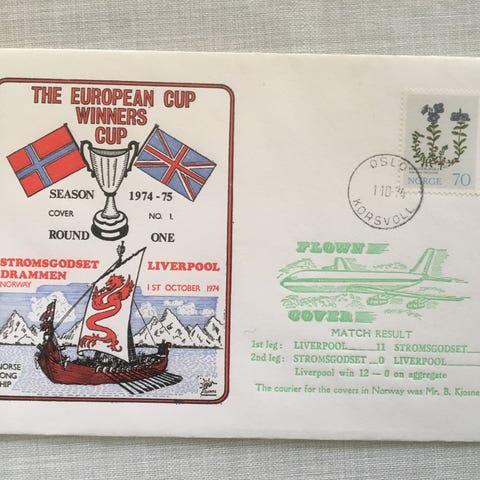 THE EUROPEAN CUP
WINNERS
CUP
SEASON 1974-75
COVER NO. 1.
ROUND ONE
STROMSGODSET LIVERPOOL
DRAMMEN
NORWAY 1ST OCTOBER 1974
NORSE
ONG
HIP
NORGE 70
OSLO
1 10 74
KORSVOLL
FLOWN
COVER
MATCH RESULT
1st leg: LIVERPOOL 11 STROMSGODSET
2nd leg: STROMSGODSET 0 LIVERPOOL
Liverpool win 12 — 0 on aggregate
The courier for the covers in Norway was Mr. B. Kjosne